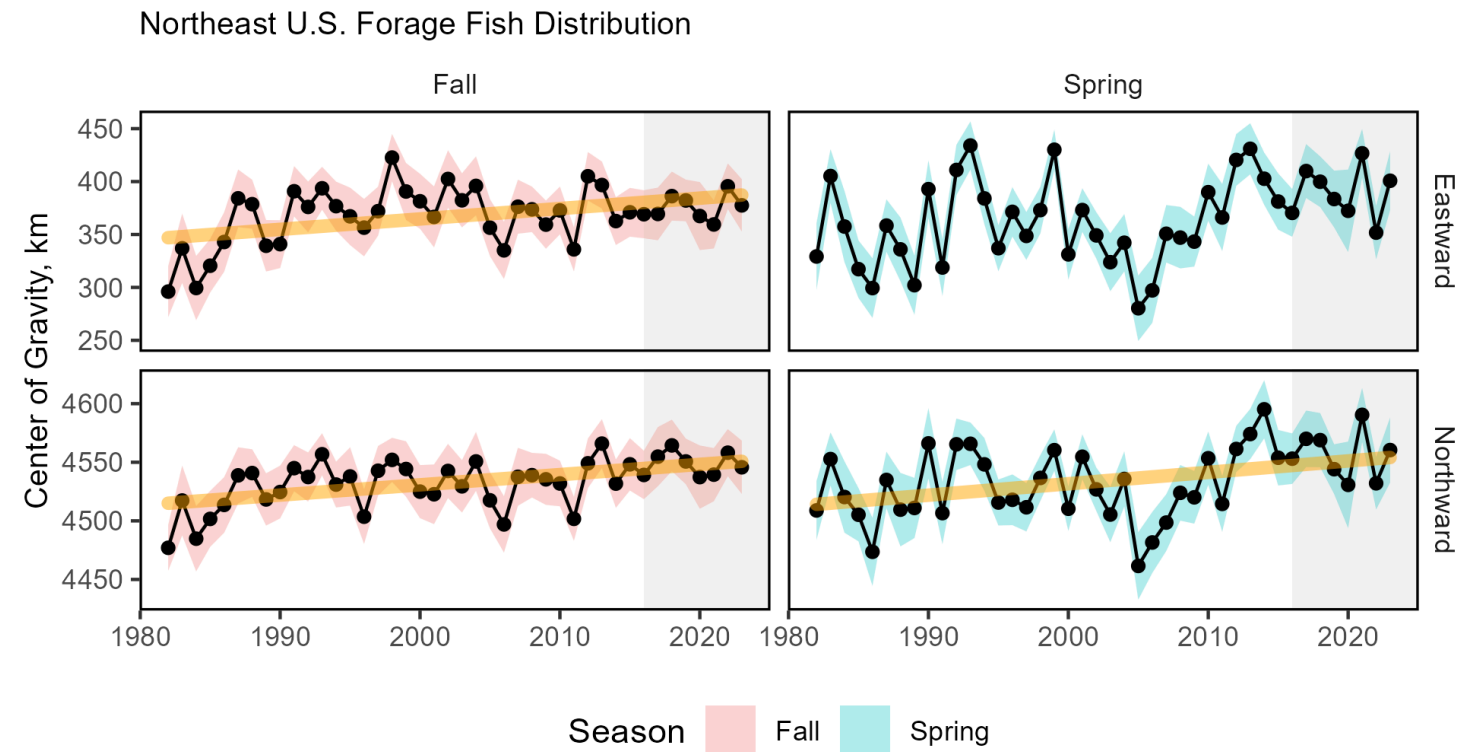 Northeast U.S. Forage Fish Distribution
Fall
Spring
Center of Gravity, km
450
400
350
300
250
Eastward
4600
4550
4500
4450
Northward
1980
1990
2000
2010
2020
1980
1990
2000
2010
2020
Season
Fall
Spring